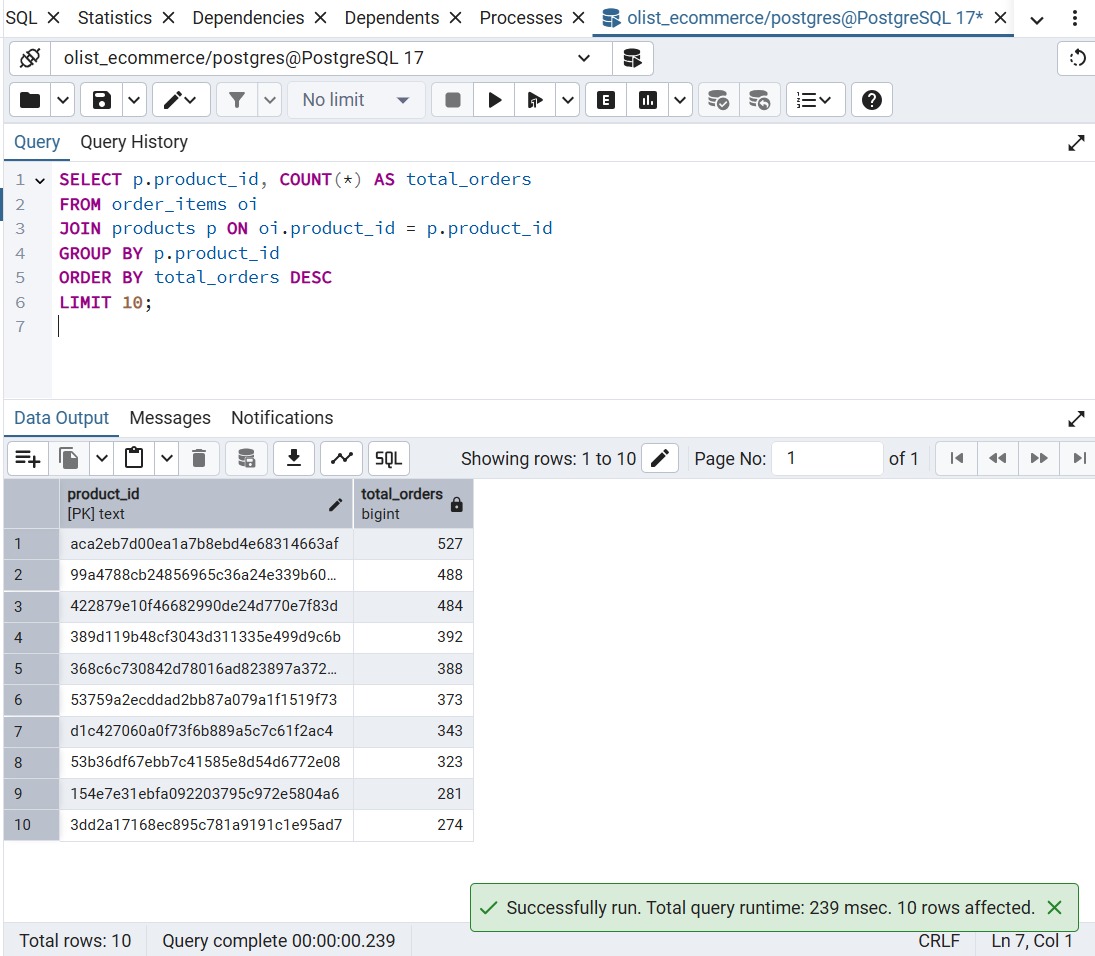 SQL Statistics Dependencies Dependents Processes olist_ecommerce/postgres@PostgreSQL 17*
olist_ecommerce/postgres@PostgreSQL 17
No limit E
Query Query History
1 SELECT p.product_id, COUNT(*) AS total_orders
2 FROM order_items oi
3 JOIN products p ON oi.product_id = p.product_id
4 GROUP BY p.product_id
5 ORDER BY total_orders DESC
6 LIMIT 10;
7
Data Output Messages Notifications
SQL Showing rows: 1 to 10 Page No: 1 of 1
product_id total_orders
[PK] text bigint
1 aca2eb7d00ea1a7b8ebd4e68314663af 527
2 99a4788cb24856965c36a24e339b60… 488
3 422879e10f46682990de24d770e7f83d 484
4 389d119b48cf3043d311335e499d9c6b 392
5 368c6c730842d78016ad823897a372… 388
6 53759a2ecddad2bb87a079a1f1519f73 373
7 d1c427060a0f73f6b889a5c7c61f2ac4 343
8 53b36df67ebb7c41585e8d54d6772e08 323
9 154e7e31ebfa092203795c972e5804a6 281
10 3dd2a17168ec895c781a9191c1e95ad7 274
Successfully run. Total query runtime: 239 msec. 10 rows affected.
Total rows: 10 Query complete 00:00:00.239 CRLF Ln 7, Col 1